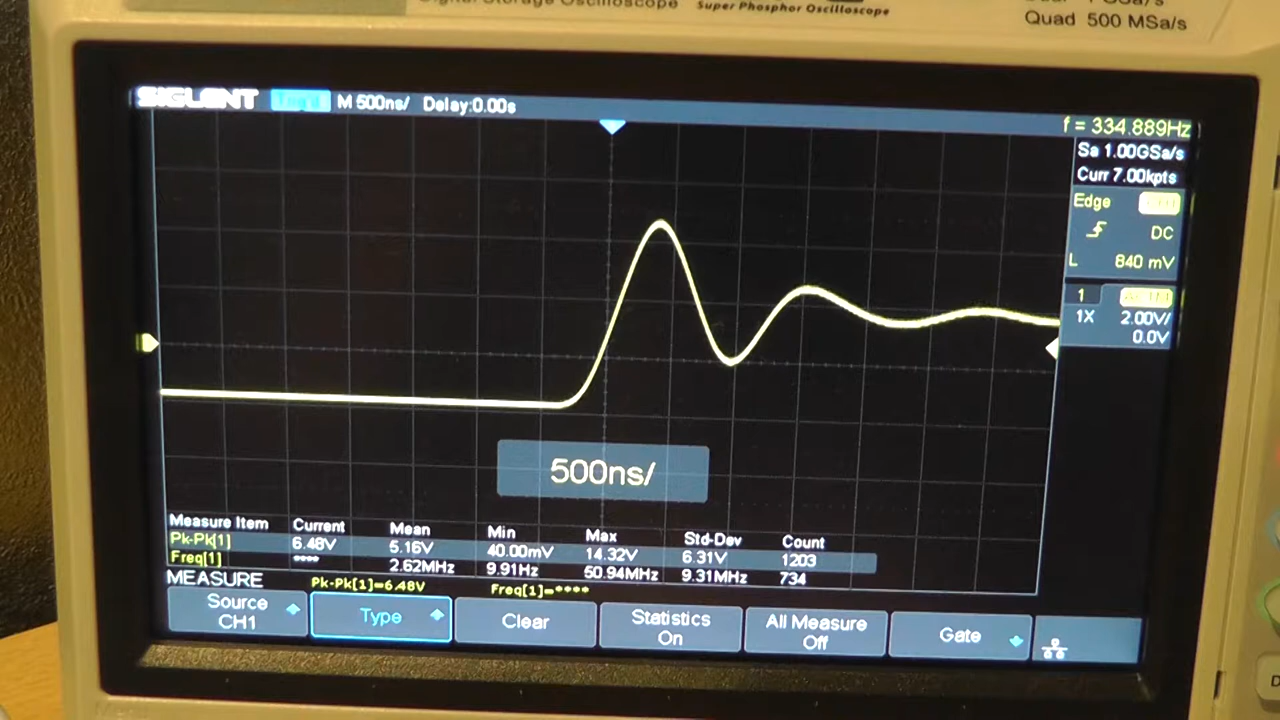 Digital Storage Oscilloscope
Super Phosphor Oscilloscope
Quad 500 MSa/s
SIGLENT M 500ns/ Delay:0.00s
f = 334.889Hz
Sa 1.00GSa/s
Curr 7.00kpts
Edge
DC
L 840 mV
1
1X 2.00V/
0.0V
500ns/
Measure Item Current Mean Min Max Std-Dev Count
Pk-Pk[1] 6.48V 5.16V 40.00mV 14.32V 6.31V 1203
Freq[1] **** 2.62MHz 9.91Hz 50.94MHz 9.31MHz 734
MEASURE Pk-Pk[1]=6.48V Freq[1]=****
Source
CH1
Type
Clear
Statistics
On
All Measure
Off
Gate